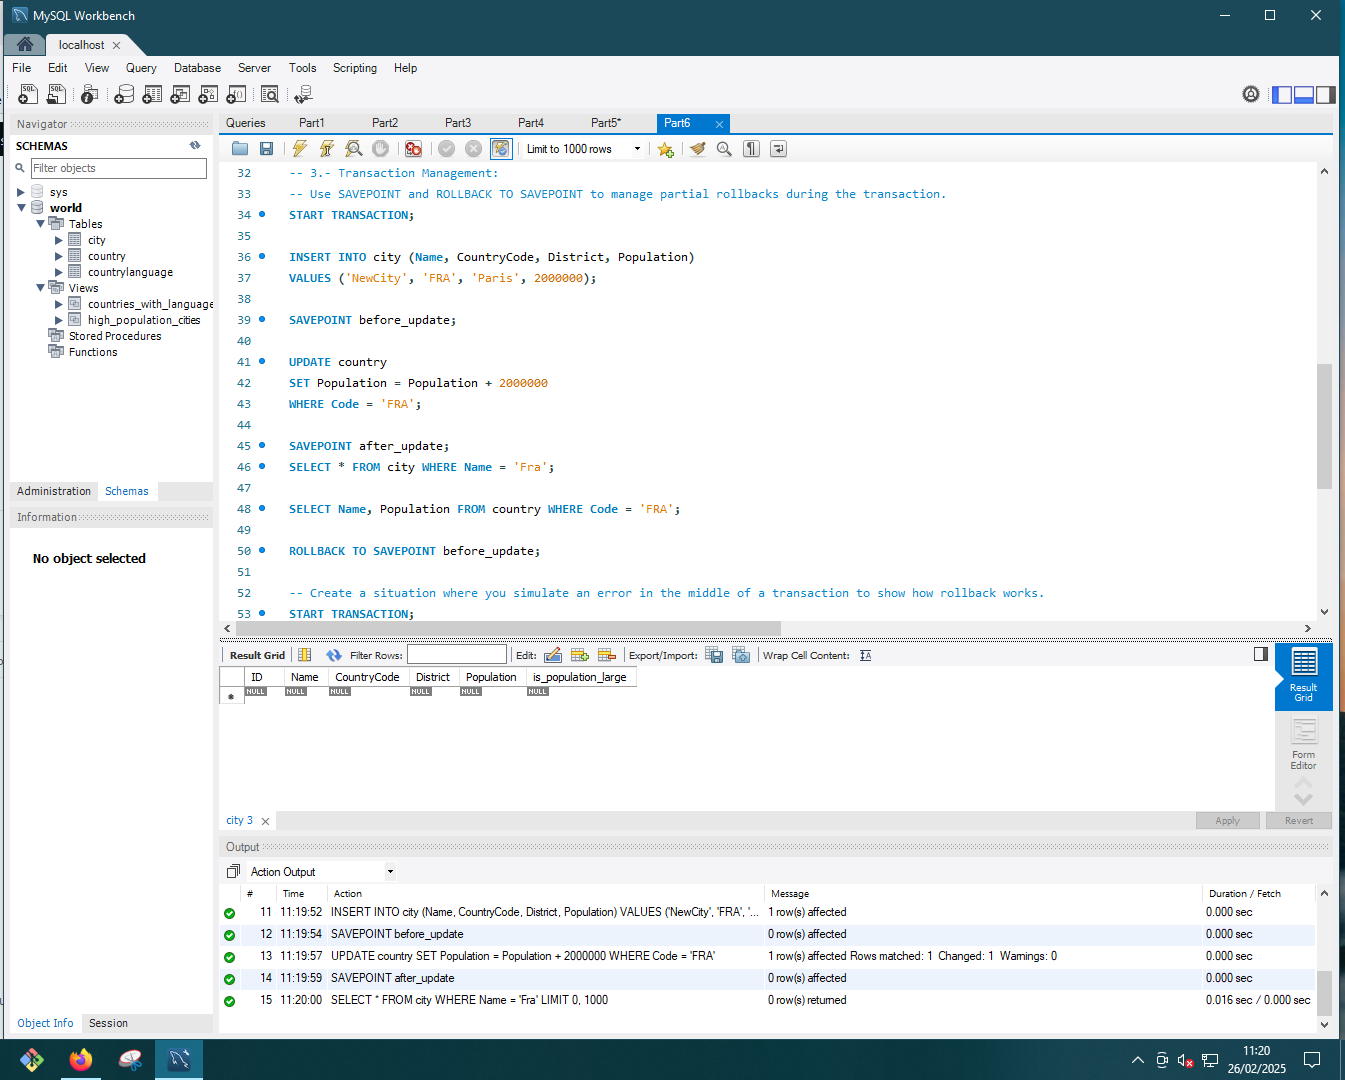 MySQL Workbench
localhost
File Edit View Query Database Server Tools Scripting Help
Navigator
SCHEMAS
Filter objects
sys
world
Tables
city
country
countrylanguage
Views
countries_with_language
high_population_cities
Stored Procedures
Functions
Administration Schemas
Information
No object selected
Object Info Session
Queries Part1 Part2 Part3 Part4 Part5* Part6
Limit to 1000 rows
32 -- 3.- Transaction Management:
33 -- Use SAVEPOINT and ROLLBACK TO SAVEPOINT to manage partial rollbacks during the transaction.
34 START TRANSACTION;
35
36 INSERT INTO city (Name, CountryCode, District, Population)
37 VALUES ('NewCity', 'FRA', 'Paris', 2000000);
38
39 SAVEPOINT before_update;
40
41 UPDATE country
42 SET Population = Population + 2000000
43 WHERE Code = 'FRA';
44
45 SAVEPOINT after_update;
46 SELECT * FROM city WHERE Name = 'Fra';
47
48 SELECT Name, Population FROM country WHERE Code = 'FRA';
49
50 ROLLBACK TO SAVEPOINT before_update;
51
52 -- Create a situation where you simulate an error in the middle of a transaction to show how rollback works.
53 START TRANSACTION;
Result Grid Filter Rows: Edit: Export/Import: Wrap Cell Content:
ID Name CountryCode District Population is_population_large
NULL NULL NULL NULL NULL NULL
Result
Grid
Form
Editor
city 3 Apply Revert
Output
Action Output
# Time Action Message Duration / Fetch
11 11:19:52 INSERT INTO city (Name, CountryCode, District, Population) VALUES ('NewCity', 'FRA', '... 1 row(s) affected 0.000 sec
12 11:19:54 SAVEPOINT before_update 0 row(s) affected 0.000 sec
13 11:19:57 UPDATE country SET Population = Population + 2000000 WHERE Code = 'FRA' 1 row(s) affected Rows matched: 1 Changed: 1 Warnings: 0 0.000 sec
14 11:19:59 SAVEPOINT after_update 0 row(s) affected 0.000 sec
15 11:20:00 SELECT * FROM city WHERE Name = 'Fra' LIMIT 0, 1000 0 row(s) returned 0.016 sec / 0.000 sec
11:20
26/02/2025